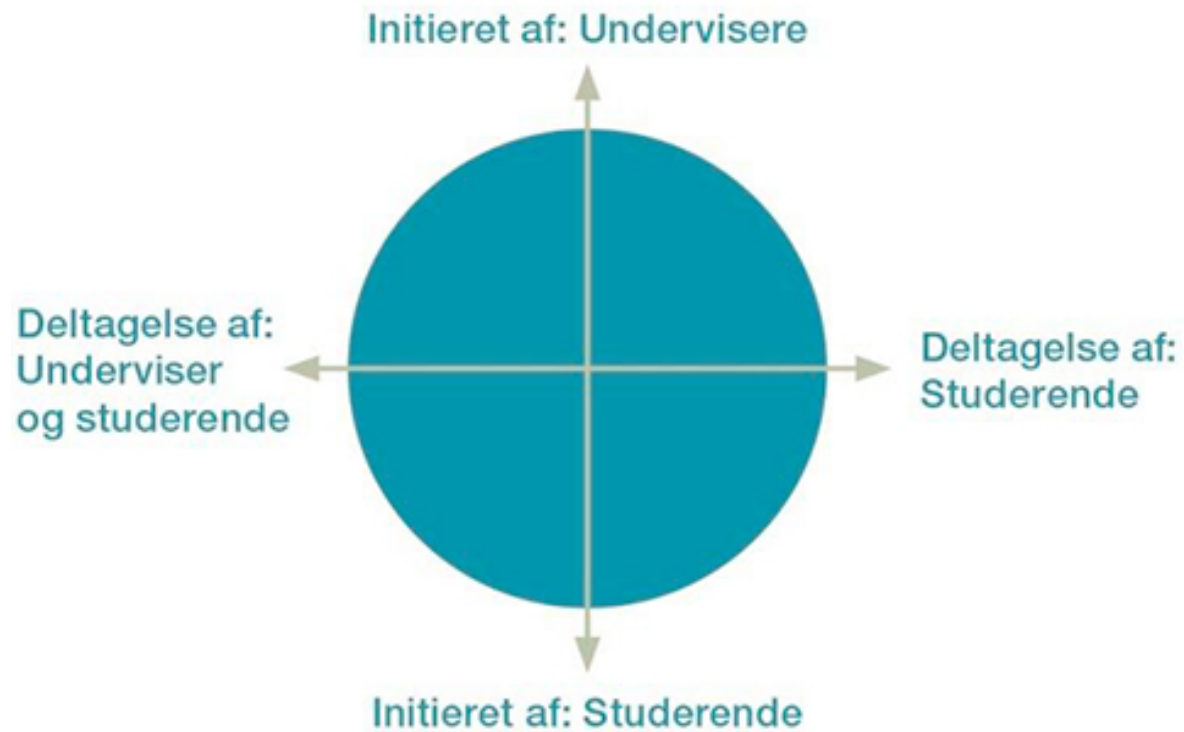 Initieret af: Undervisere
Deltagelse af:
Underviser
og studerende
Deltagelse af:
Studerende
Initieret af: Studerende